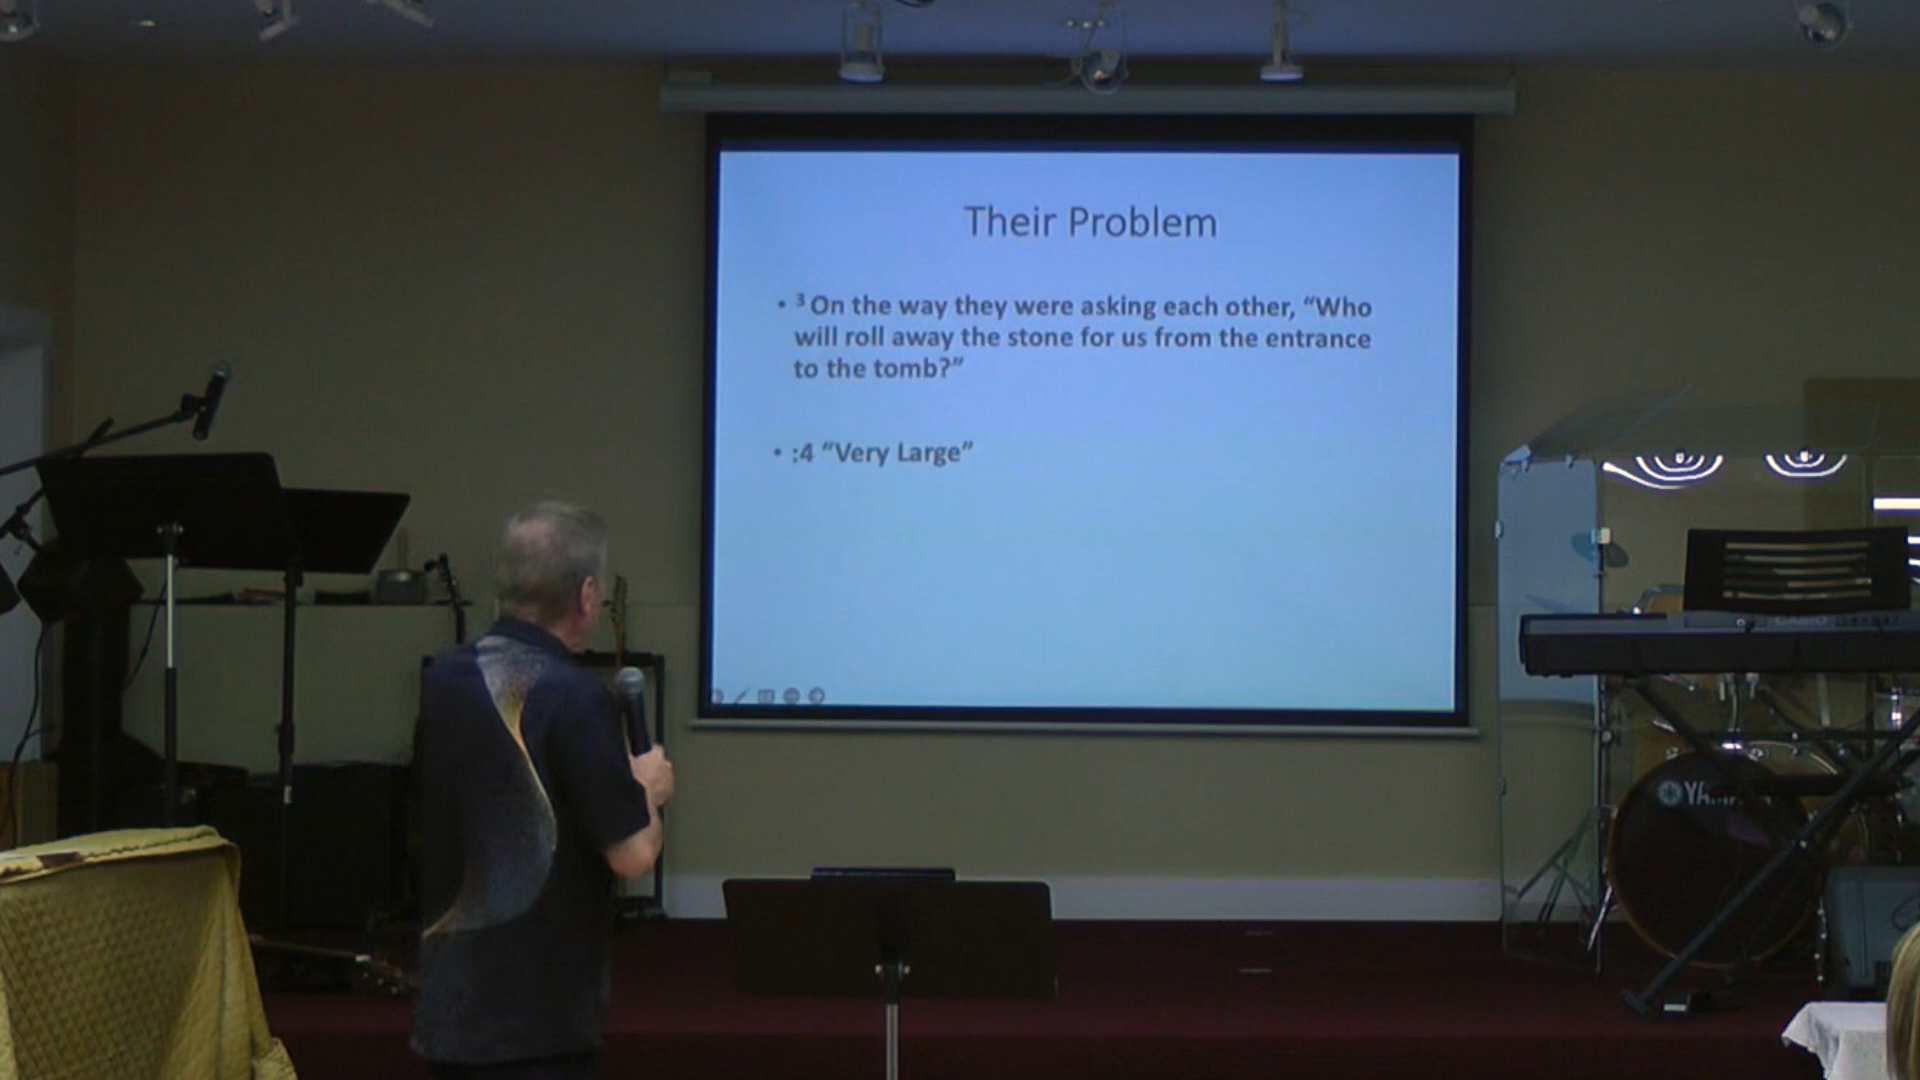 Their Problem
• ³ On the way they were asking each other, “Who
will roll away the stone for us from the entrance
to the tomb?”
• :4 “Very Large”
CASIO